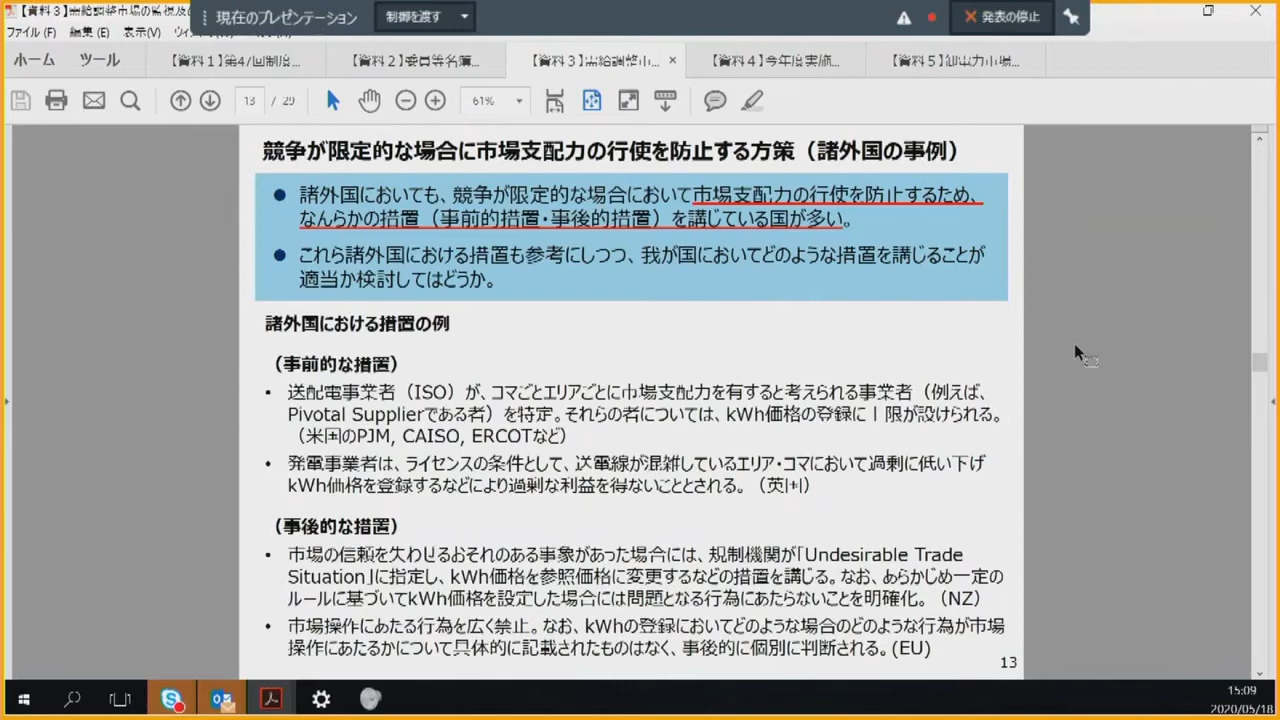 【資料３】需給調整市場の監視及び
現在のプレゼンテーション
制御を渡す
発表の停止
ファイル(F) 編集(E) 表示(V)
ホーム ツール 【資料１】第47回制度... 【資料２】委員等名簿... 【資料３】需給調整市... × 【資料４】今年度実施... 【資料５】卸電力市場...
13 / 29 61%
競争が限定的な場合に市場支配力の行使を防止する方策（諸外国の事例）
● 諸外国においても、競争が限定的な場合において市場支配力の行使を防止するため、
なんらかの措置（事前的措置・事後的措置）を講じている国が多い。
● これら諸外国における措置も参考にしつつ、我が国においてどのような措置を講じることが
適当か検討してはどうか。
諸外国における措置の例
（事前的な措置）
• 送配電事業者（ISO）が、コマごとエリアごとに市場支配力を有すると考えられる事業者（例えば、
Pivotal Supplierである者）を特定。それらの者については、kWh価格の登録に上限が設けられる。
（米国のPJM, CAISO, ERCOTなど）
• 発電事業者は、ライセンスの条件として、送電線が混雑しているエリア・コマにおいて過剰に低い下げ
kWh価格を登録するなどにより過剰な利益を得ないこととされる。（英国）
（事後的な措置）
• 市場の信頼を失わせるおそれのある事象があった場合には、規制機関が「Undesirable Trade
Situation」に指定し、kWh価格を参照価格に変更するなどの措置を講じる。なお、あらかじめ一定の
ルールに基づいてkWh価格を設定した場合には問題となる行為にあたらないことを明確化。（NZ）
• 市場操作にあたる行為を広く禁止。なお、kWhの登録においてどのような場合のどのような行為が市場
操作にあたるかについて具体的に記載されたものはなく、事後的に個別に判断される。(EU)
13
15:09
2020/05/18